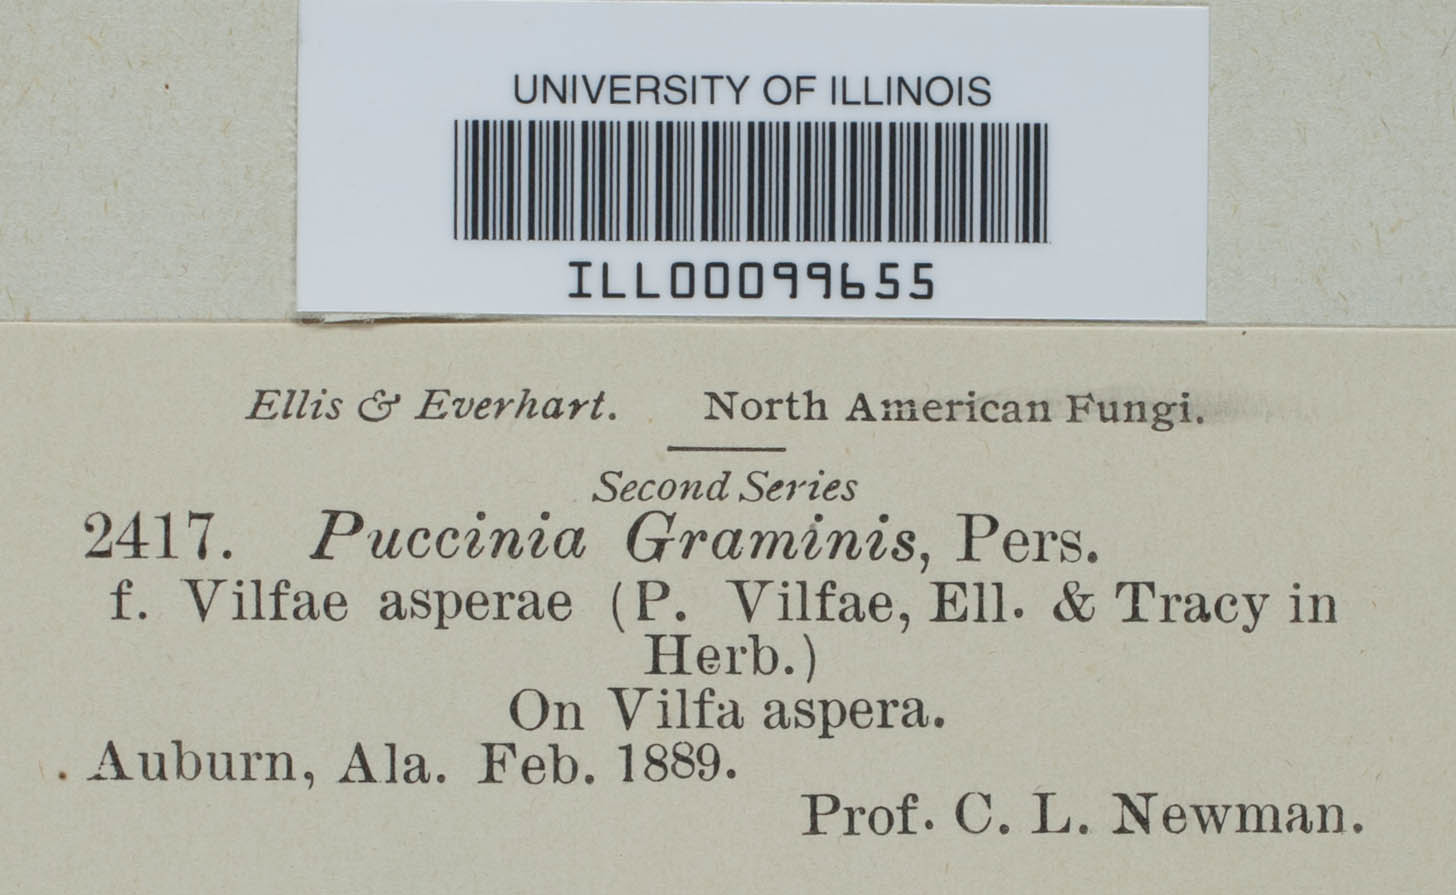 UNIVERSITY OF ILLINOIS
ILL00099655
Ellis & Everhart. North American Fungi.
Second Series
2417. Puccinia Graminis, Pers.
f. Vilfae asperae (P. Vilfae, Ell. & Tracy in
Herb.)
On Vilfa aspera.
Auburn, Ala. Feb. 1889.
Prof. C. L. Newman.